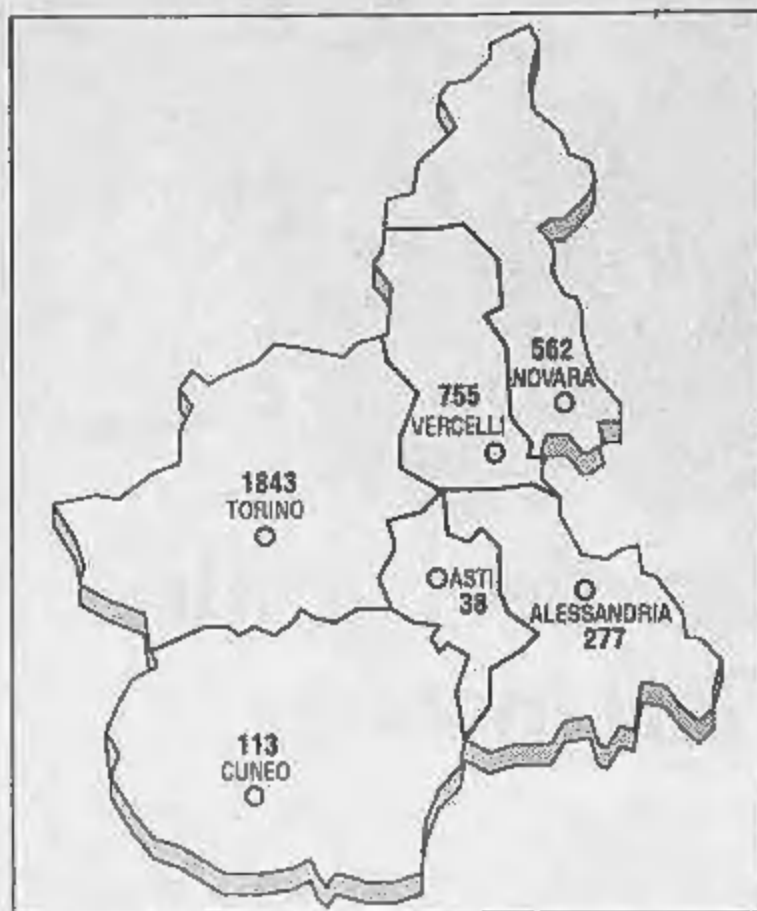 562
NOVARA
755
VERCELLI
1843
TORINO
ASTI
38
ALESSANDRIA
277
113
CUNEO